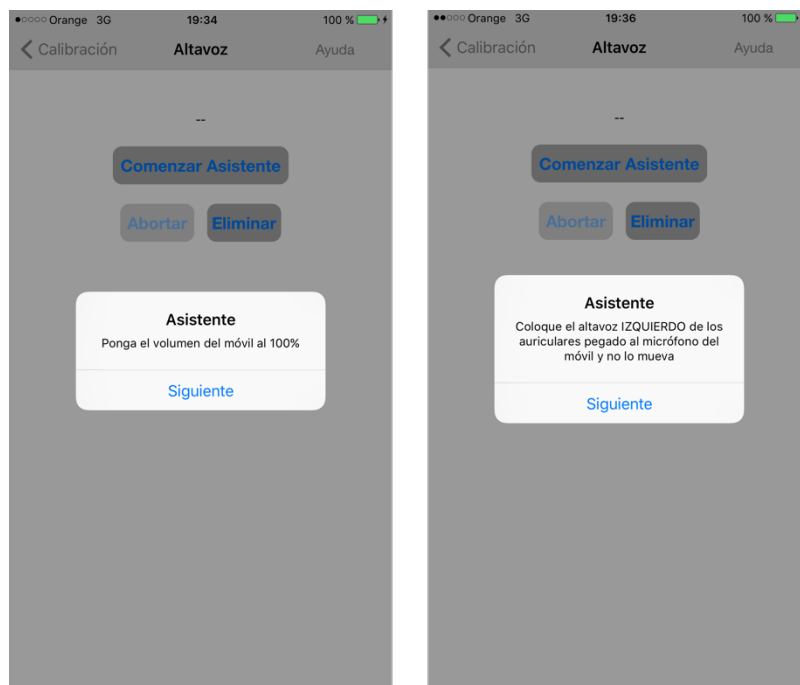 Orange 3G 19:34 100 %
Calibración Altavoz Ayuda
--
Comenzar Asistente
Abortar Eliminar
Asistente
Ponga el volumen del móvil al 100%
Siguiente
Orange 3G 19:36 100 %
Calibración Altavoz Ayuda
--
Comenzar Asistente
Abortar Eliminar
Asistente
Coloque el altavoz IZQUIERDO de los
auriculares pegado al micrófono del
móvil y no lo mueva
Siguiente